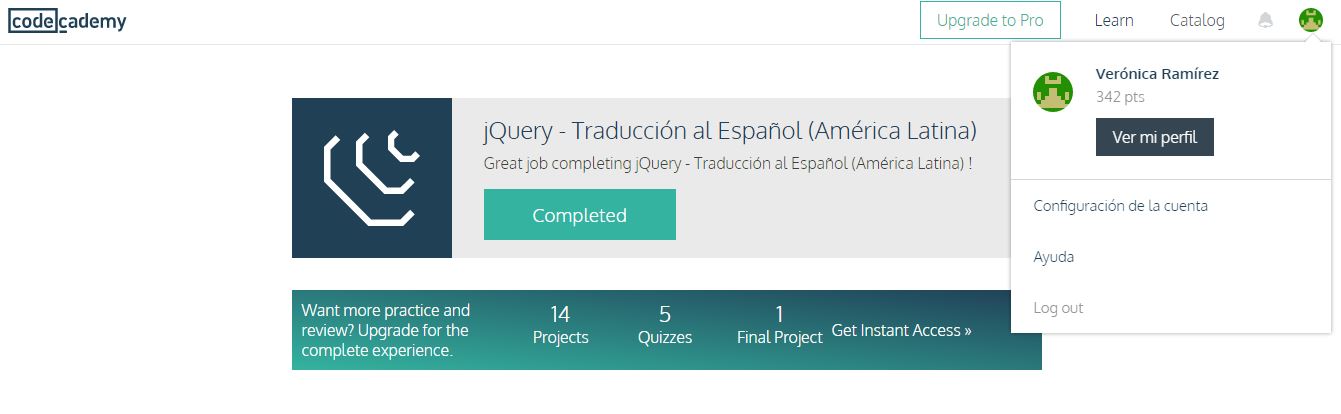 codecademy
Upgrade to Pro
Learn
Catalog
Verónica Ramírez
342 pts
Ver mi perfil
Configuración de la cuenta
Ayuda
Log out
jQuery - Traducción al Español (América Latina)
Great job completing jQuery - Traducción al Español (América Latina) !
Completed
Want more practice and
review? Upgrade for the
complete experience.
14
Projects
5
Quizzes
1
Final Project
Get Instant Access »